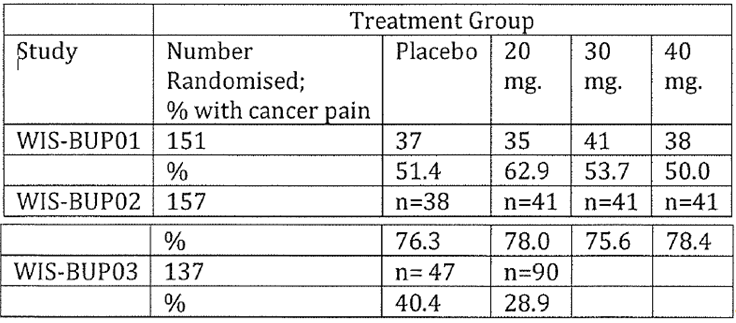 Treatment Group
Study Number Placebo 20 30 40
Randomised; mg. mg. mg.
% with cancer pain
WIS-BUP01 151 37 35 41 38
% 51.4 62.9 53.7 50.0
WIS-BUP02 157 n=38 n=41 n=41 n=41
% 76.3 78.0 75.6 78.4
WIS-BUP03 137 n= 47 n=90
% 40.4 28.9